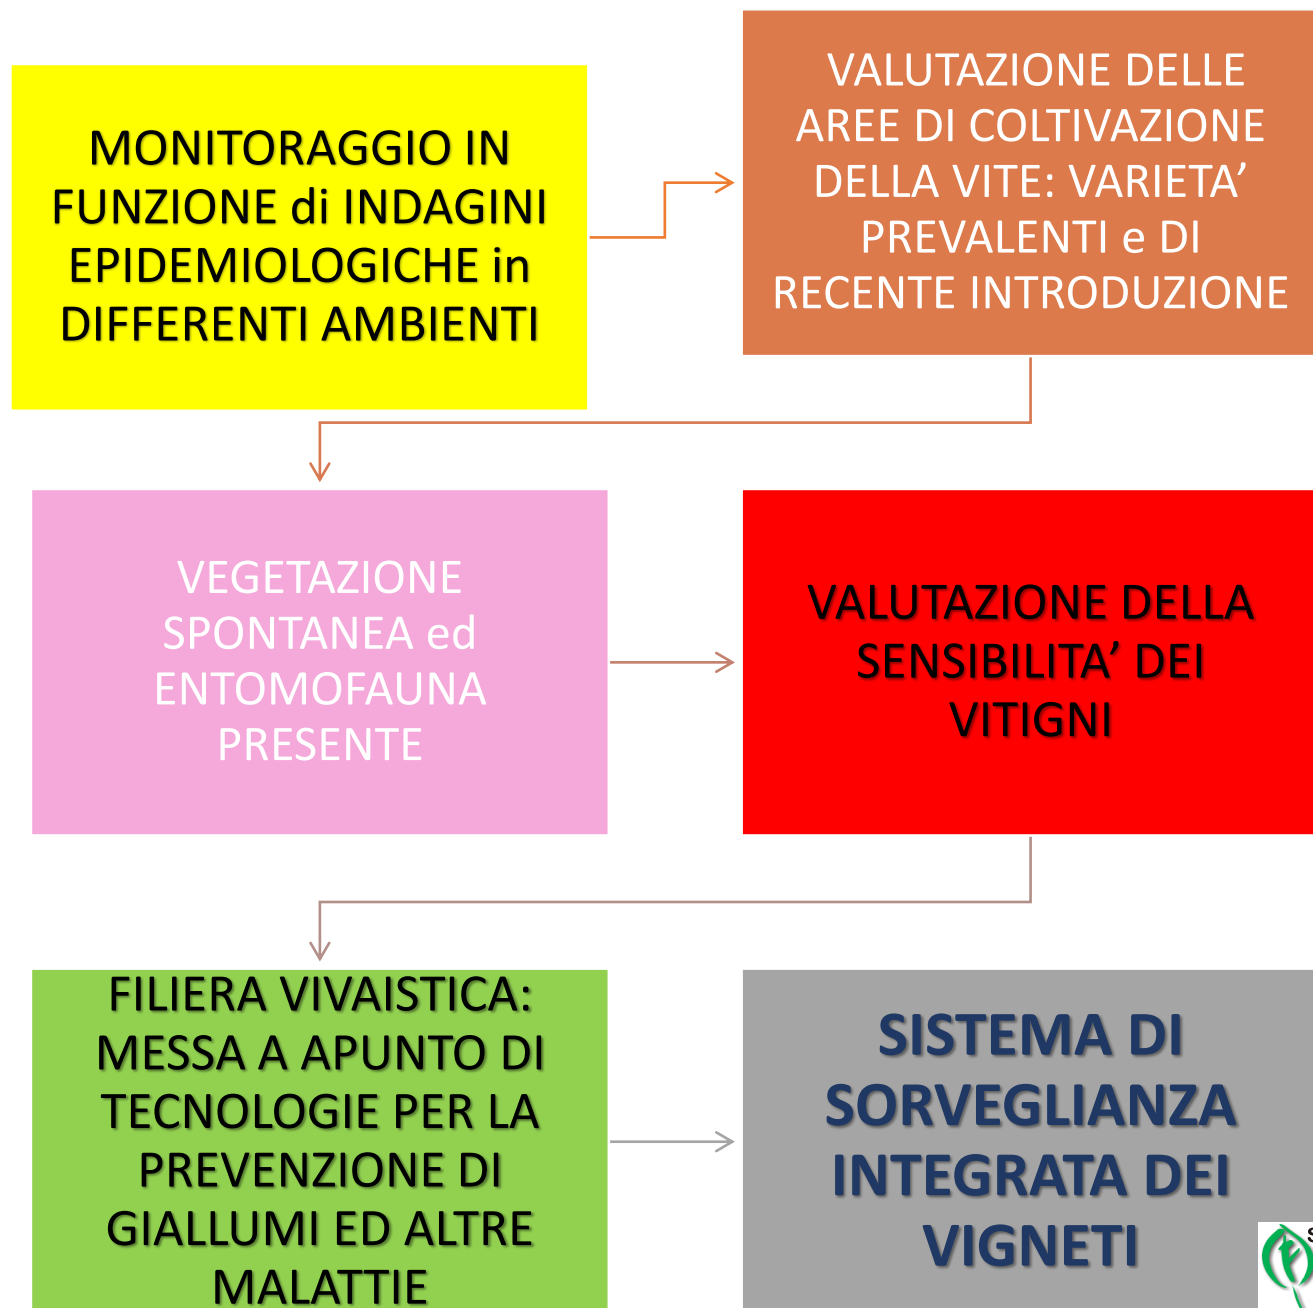 MONITORAGGIO IN
FUNZIONE di INDAGINI
EPIDEMIOLOGICHE in
DIFFERENTI AMBIENTI
VALUTAZIONE DELLE
AREE DI COLTIVAZIONE
DELLA VITE: VARIETA’
PREVALENTI e DI
RECENTE INTRODUZIONE
VEGETAZIONE
SPONTANEA ed
ENTOMOFAUNA
PRESENTE
VALUTAZIONE DELLA
SENSIBILITA’ DEI
VITIGNI
FILIERA VIVAISTICA:
MESSA A APUNTO DI
TECNOLOGIE PER LA
PREVENZIONE DI
GIALLUMI ED ALTRE
MALATTIE
SISTEMA DI
SORVEGLIANZA
INTEGRATA DEI
VIGNETI